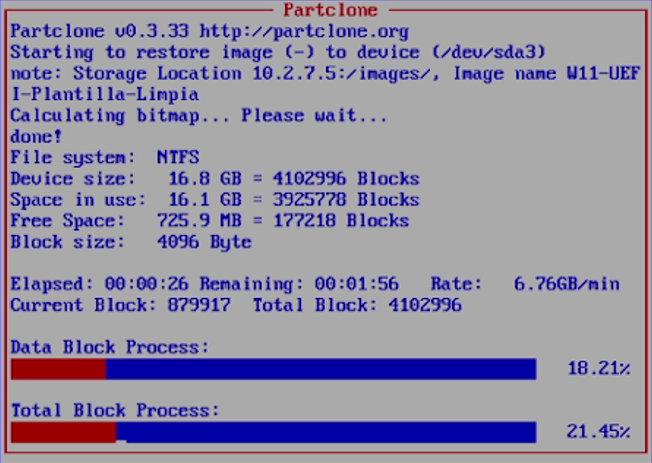 Partclone
Partclone v0.3.33 http://partclone.org
Starting to restore image (-) to device (/dev/sda3)
note: Storage Location 10.2.7.5:/images/, Image name W11-UEF
I-Plantilla-Limpia
Calculating bitmap... Please wait...
done!
File system:  NTFS
Device size:   16.8 GB = 4102996 Blocks
Space in use:  16.1 GB = 3925778 Blocks
Free Space:   725.9 MB = 177218 Blocks
Block size:   4096 Byte
Elapsed: 00:00:26 Remaining: 00:01:56   Rate:   6.76GB/min
Current Block: 879917  Total Block: 4102996
Data Block Process:
18.21%
Total Block Process:
21.45%